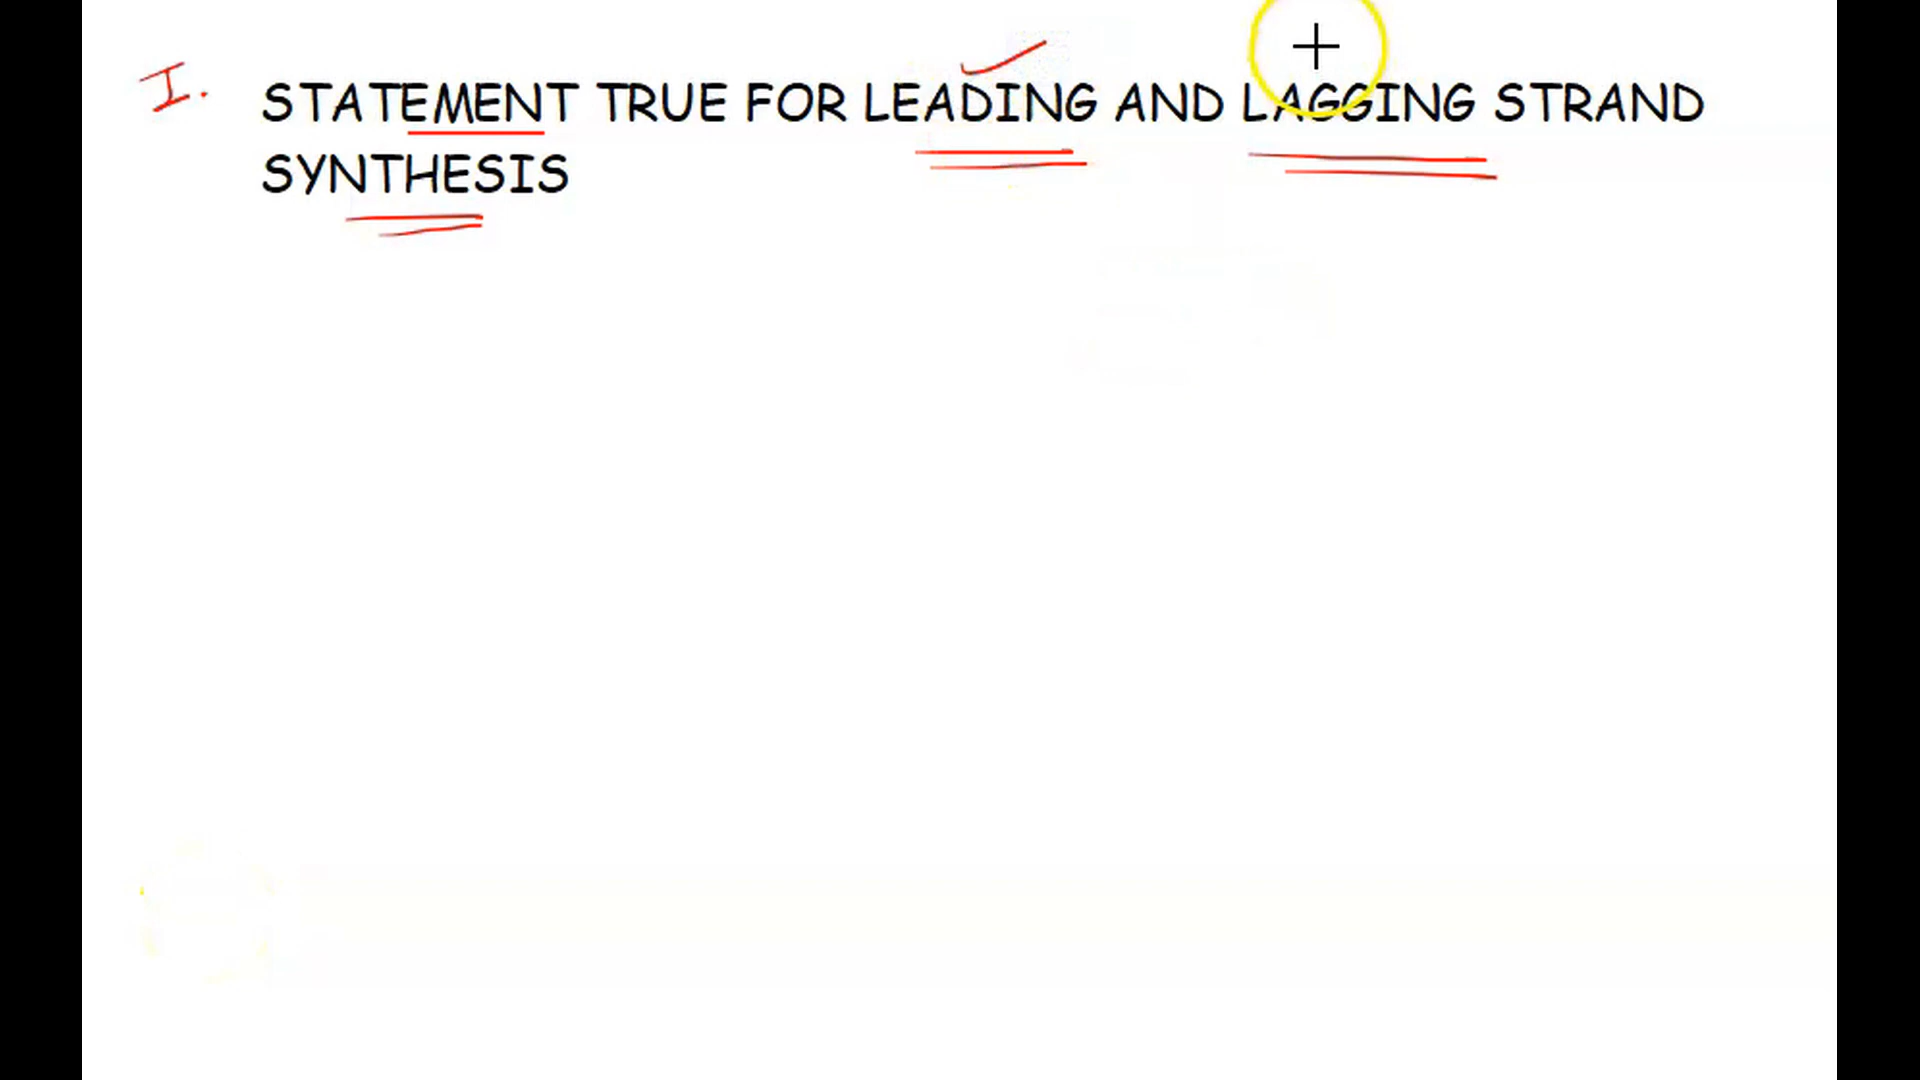 I. STATEMENT TRUE FOR LEADING AND LAGGING STRAND
SYNTHESIS